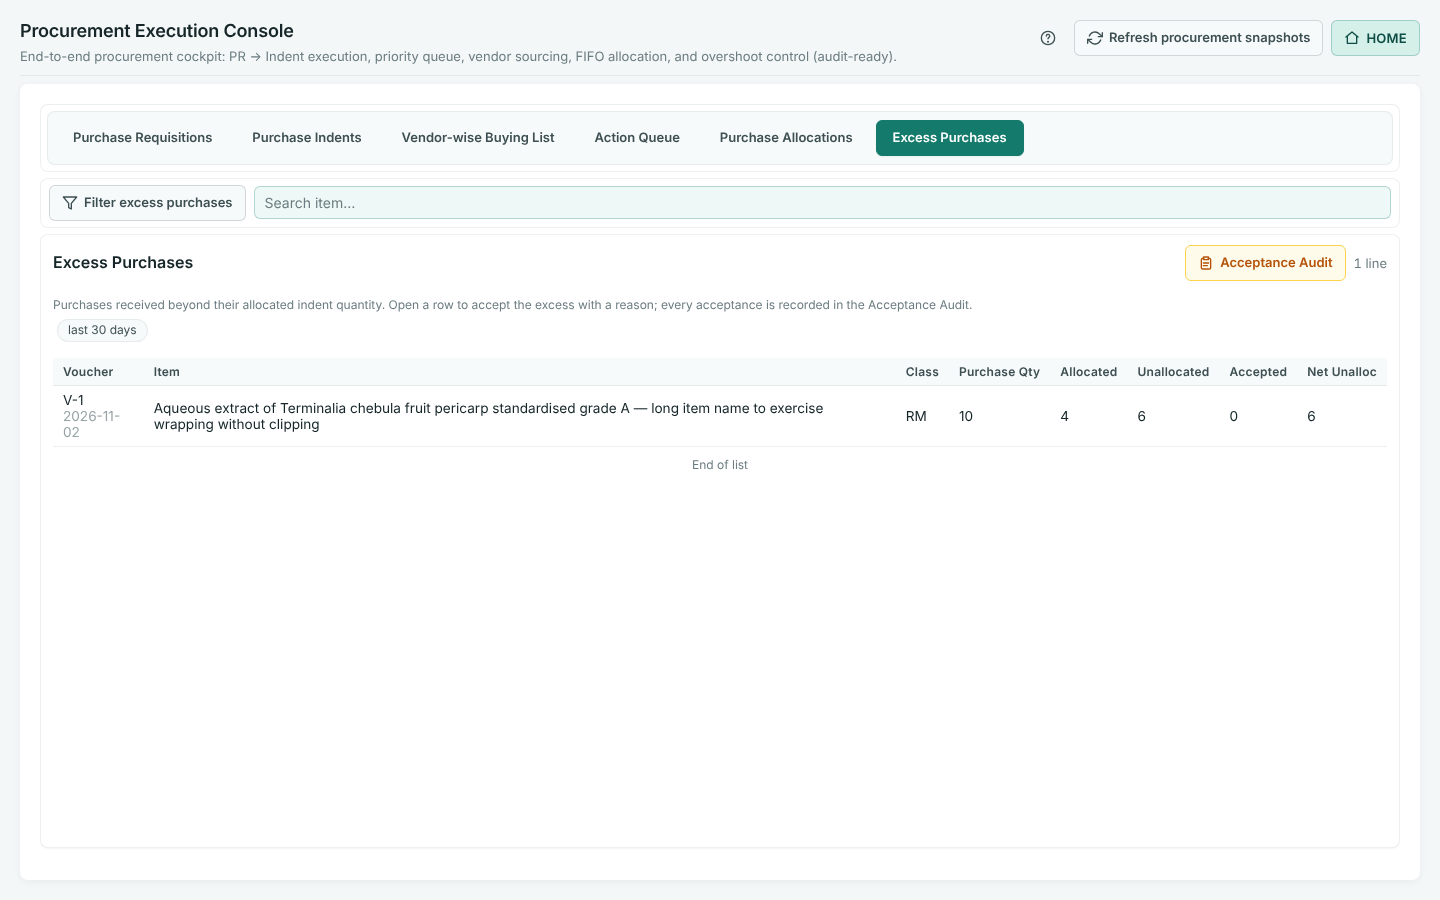 Procurement Execution Console
End-to-end procurement cockpit: PR → Indent execution, priority queue, vendor sourcing, FIFO allocation, and overshoot control (audit-ready).
Refresh procurement snapshots
HOME
Purchase Requisitions
Purchase Indents
Vendor-wise Buying List
Action Queue
Purchase Allocations
Excess Purchases
Filter excess purchases
Search item...
Excess Purchases
Acceptance Audit
1 line
Purchases received beyond their allocated indent quantity. Open a row to accept the excess with a reason; every acceptance is recorded in the Acceptance Audit.
last 30 days
Voucher Item Class Purchase Qty Allocated Unallocated Accepted Net Unalloc
V-1
2026-11-
02
Aqueous extract of Terminalia chebula fruit pericarp standardised grade A — long item name to exercise
wrapping without clipping
RM 10 4 6 0 6
End of list